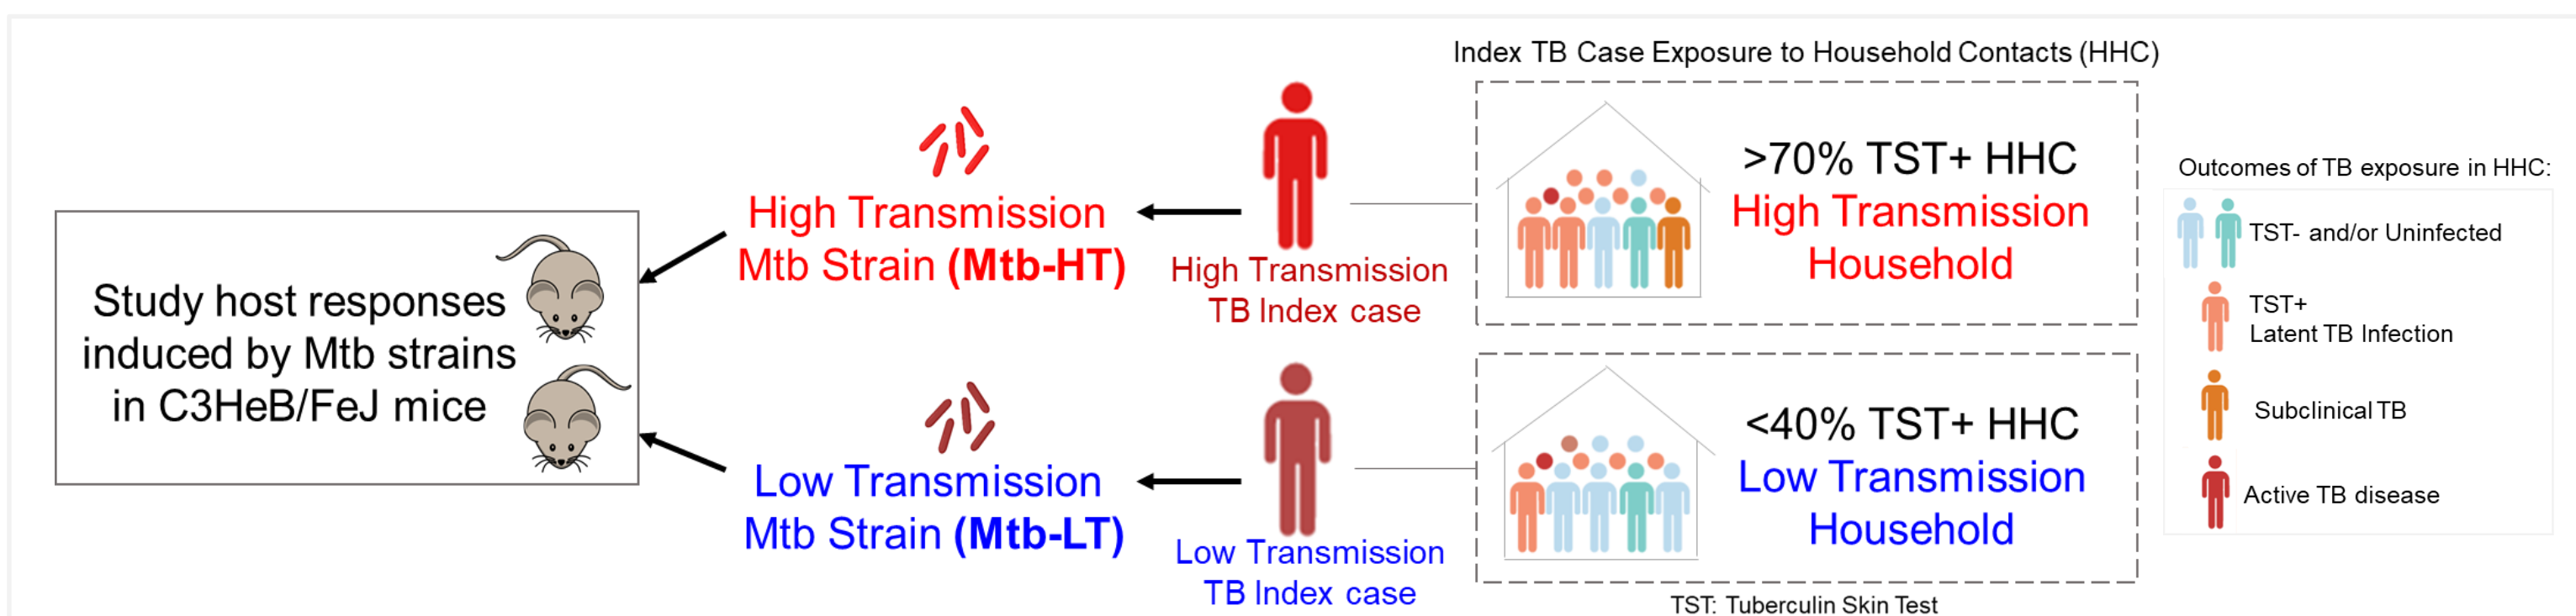 Index TB Case Exposure to Household Contacts (HHC)
Study host responses
induced by Mtb strains
in C3HeB/FeJ mice
High Transmission
Mtb Strain (Mtb-HT)
High Transmission
TB Index case
>70% TST+ HHC
High Transmission
Household
Low Transmission
Mtb Strain (Mtb-LT)
Low Transmission
TB Index case
<40% TST+ HHC
Low Transmission
Household
TST: Tuberculin Skin Test
Outcomes of TB exposure in HHC:
TST- and/or Uninfected
TST+
Latent TB Infection
Subclinical TB
Active TB disease